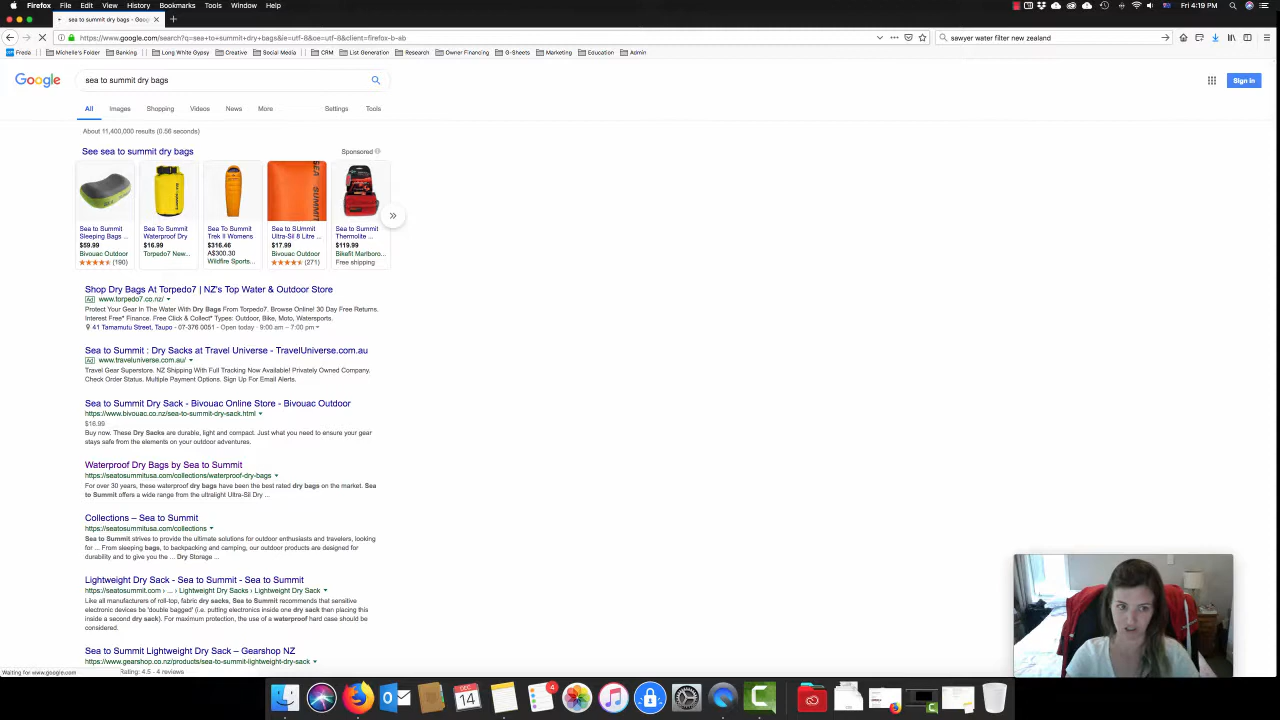 Firefox File Edit View History Bookmarks Tools Window Help
4:19 PM
sea to summit dry bags - Goo
https://www.google.com/search?q=sea+to+summit+dry+bags&ie=utf-8&oe=utf-8&client=firefox-b-ab
sawyer water filter new zealand
Freda Michelle's Folder Banking Long White Gypsy Creative Social Media CRM List Generation Research Owner Financing G-Sheets Marketing Education Admin
Google
sea to summit dry bags
Sign in
All Images Shopping Videos News More Settings Tools
About 11,400,000 results (0.56 seconds)
See sea to summit dry bags
Sponsored
Sea to Summit Sea To Summit Sea To Summit Sea to SUmmit Sea to Summit
Sleeping Bags ... Waterproof Dry Trek II Womens Ultra-Sil 8 Litre ... Thermolite ...
$59.99 $16.99 $316.46 $17.99 $119.99
Bivouac Outdoor Torpedo7 New... A$300.30 Bivouac Outdoor Bikefit Marlboro...
(190) Wildfire Sports... (271) Free shipping
Shop Dry Bags At Torpedo7 | NZ's Top Water & Outdoor Store
Ad www.torpedo7.co.nz/
Protect Your Gear In The Water With Dry Bags From Torpedo7. Browse Online! 30 Day Free Returns.
Interest Free* Finance. Free Click & Collect* Types: Outdoor, Bike, Moto, Watersports.
41 Tamamutu Street, Taupo - 07-376 0051 - Open today · 9:00 am – 7:00 pm
Sea to Summit : Dry Sacks at Travel Universe - TravelUniverse.com.au
Ad www.traveluniverse.com.au/
Travel Gear Superstore. NZ Shipping With Full Tracking Now Available! Privately Owned Company.
Check Order Status. Multiple Payment Options. Sign Up For Email Alerts.
Sea to Summit Dry Sack - Bivouac Online Store - Bivouac Outdoor
https://www.bivouac.co.nz/sea-to-summit-dry-sack.html
$16.99
Buy now. These Dry Sacks are durable, light and compact. Just what you need to ensure your gear
stays safe from the elements on your outdoor adventures.
Waterproof Dry Bags by Sea to Summit
https://seatosummitusa.com/collections/waterproof-dry-bags
For over 30 years, these waterproof dry bags have been the best rated dry bags on the market. Sea
to Summit offers a wide range from the ultralight Ultra-Sil Dry ...
Collections – Sea to Summit
https://seatosummitusa.com/collections
Sea to Summit strives to provide the ultimate solutions for outdoor enthusiasts and travelers, looking
for ... From sleeping bags, to backpacking and camping, our outdoor products are designed for
durability and to give you the ... Dry Storage ...
Lightweight Dry Sack - Sea to Summit - Sea to Summit
https://seatosummit.com › ... › Lightweight Dry Sacks › Lightweight Dry Sack
Like all manufacturers of roll-top, fabric dry sacks, Sea to Summit recommends that sensitive
electronic devices be 'double bagged' (i.e. putting electronics inside one dry sack then placing this
inside a second dry sack). For maximum protection, the use of a waterproof hard case should be
considered.
Sea to Summit Lightweight Dry Sack – Gearshop NZ
https://www.gearshop.co.nz/products/sea-to-summit-lightweight-dry-sack
Waiting for www.google.com
Rating: 4.5 - 4 reviews
DEC
14
4